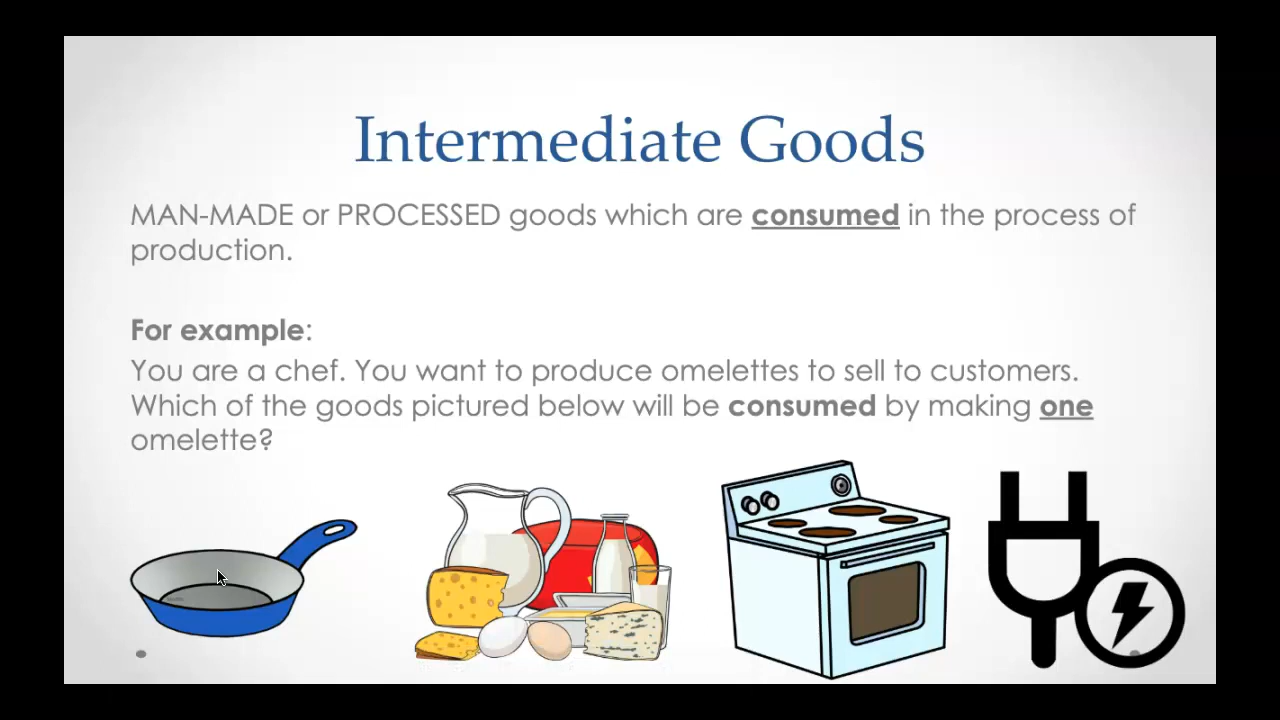 Intermediate Goods
MAN-MADE or PROCESSED goods which are consumed in the process of
production.
For example:
You are a chef. You want to produce omelettes to sell to customers.
Which of the goods pictured below will be consumed by making one
omelette?